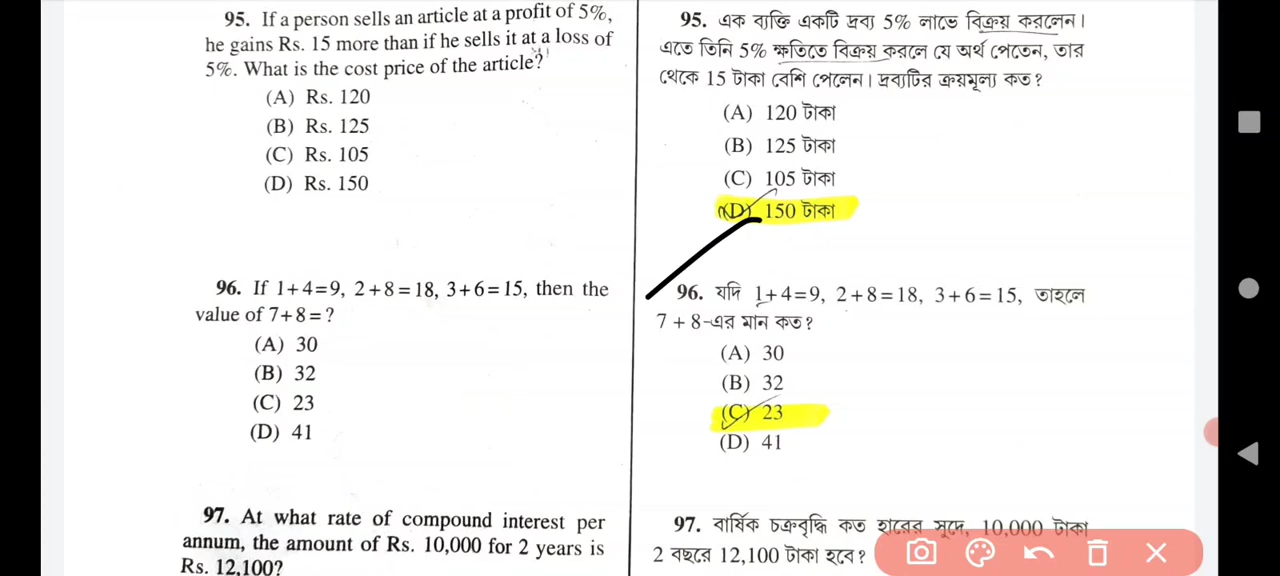 95. If a person sells an article at a profit of 5%,
he gains Rs. 15 more than if he sells it at a loss of
5%. What is the cost price of the article?
(A) Rs. 120
(B) Rs. 125
(C) Rs. 105
(D) Rs. 150
96. If 1+4=9, 2+8=18, 3+6=15, then the
value of 7+8=?
(A) 30
(B) 32
(C) 23
(D) 41
97. At what rate of compound interest per
annum, the amount of Rs. 10,000 for 2 years is
Rs. 12,100?
95. এক ব্যক্তি একটি দ্রব্য 5% লাভে বিক্রয় করলেন।
এতে তিনি 5% ক্ষতিতে বিক্রয় করলে যে অর্থ পেতেন, তার
থেকে 15 টাকা বেশি পেলেন। দ্রব্যটির ক্রয়মূল্য কত?
(A) 120 টাকা
(B) 125 টাকা
(C) 105 টাকা
(D) 150 টাকা
96. যদি 1+4=9, 2+8=18, 3+6=15, তাহলে
7 + 8-এর মান কত?
(A) 30
(B) 32
(C) 23
(D) 41
97. বার্ষিক চক্রবৃদ্ধি কত হারের সুদে, 10,000 টাকা
2 বছরে 12,100 টাকা হবে?